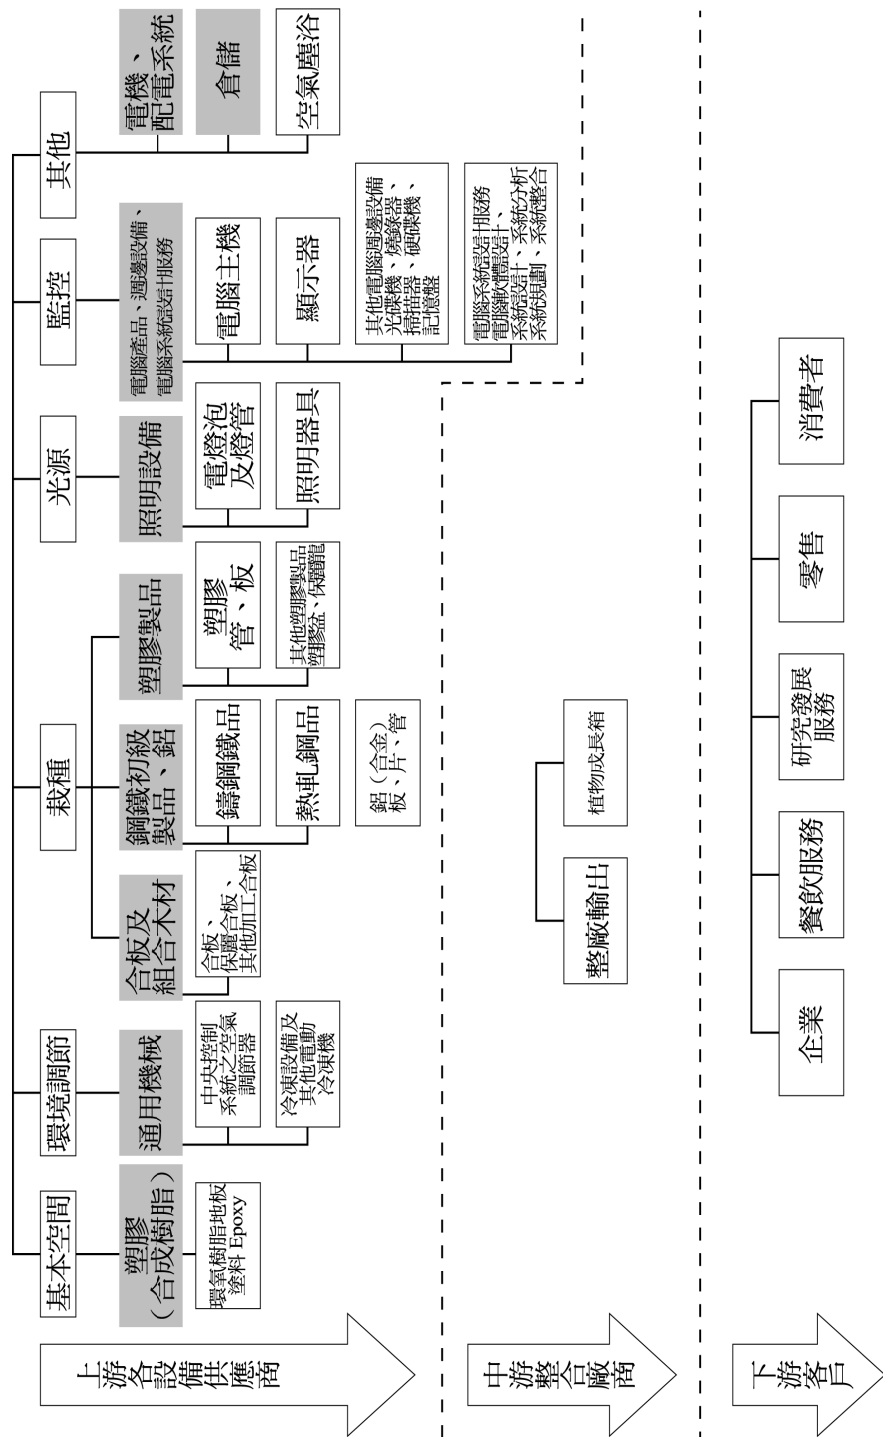 上游各設備供應商
基本空間
環境調節
栽種
光源
監控
其他
塑膠
（合成樹脂）
環氧樹脂地板
塗料 Epoxy
通用機械
中央控制
系統之空氣
調節器
冷凍設備及
其他電動
冷凍機
合板及
組合木材
合板、
保麗合板、
其他加工合板
鋼鐵初級
製品、鋁
鑄鋼鐵品
熱軋鋼品
鋁（合金）
板、片、管
塑膠製品
塑膠
管、板
其他塑膠製品
塑膠盆、保麗龍
照明設備
電燈泡
及燈管
照明器具
電腦產品、週邊設備、
電腦系統設計服務
電腦主機
顯示器
其他電腦週邊設備
光碟機、燒錄器、
掃描器、硬碟機、
記憶盤
電腦系統設計服務
電腦軟體設計、
系統設計、系統分析
系統規劃、系統整合
電機、
配電系統
倉儲
空氣塵浴
中游整合廠商
整廠輸出
植物成長箱
下游客戶
企業
餐飲服務
研究發展
服務
零售
消費者